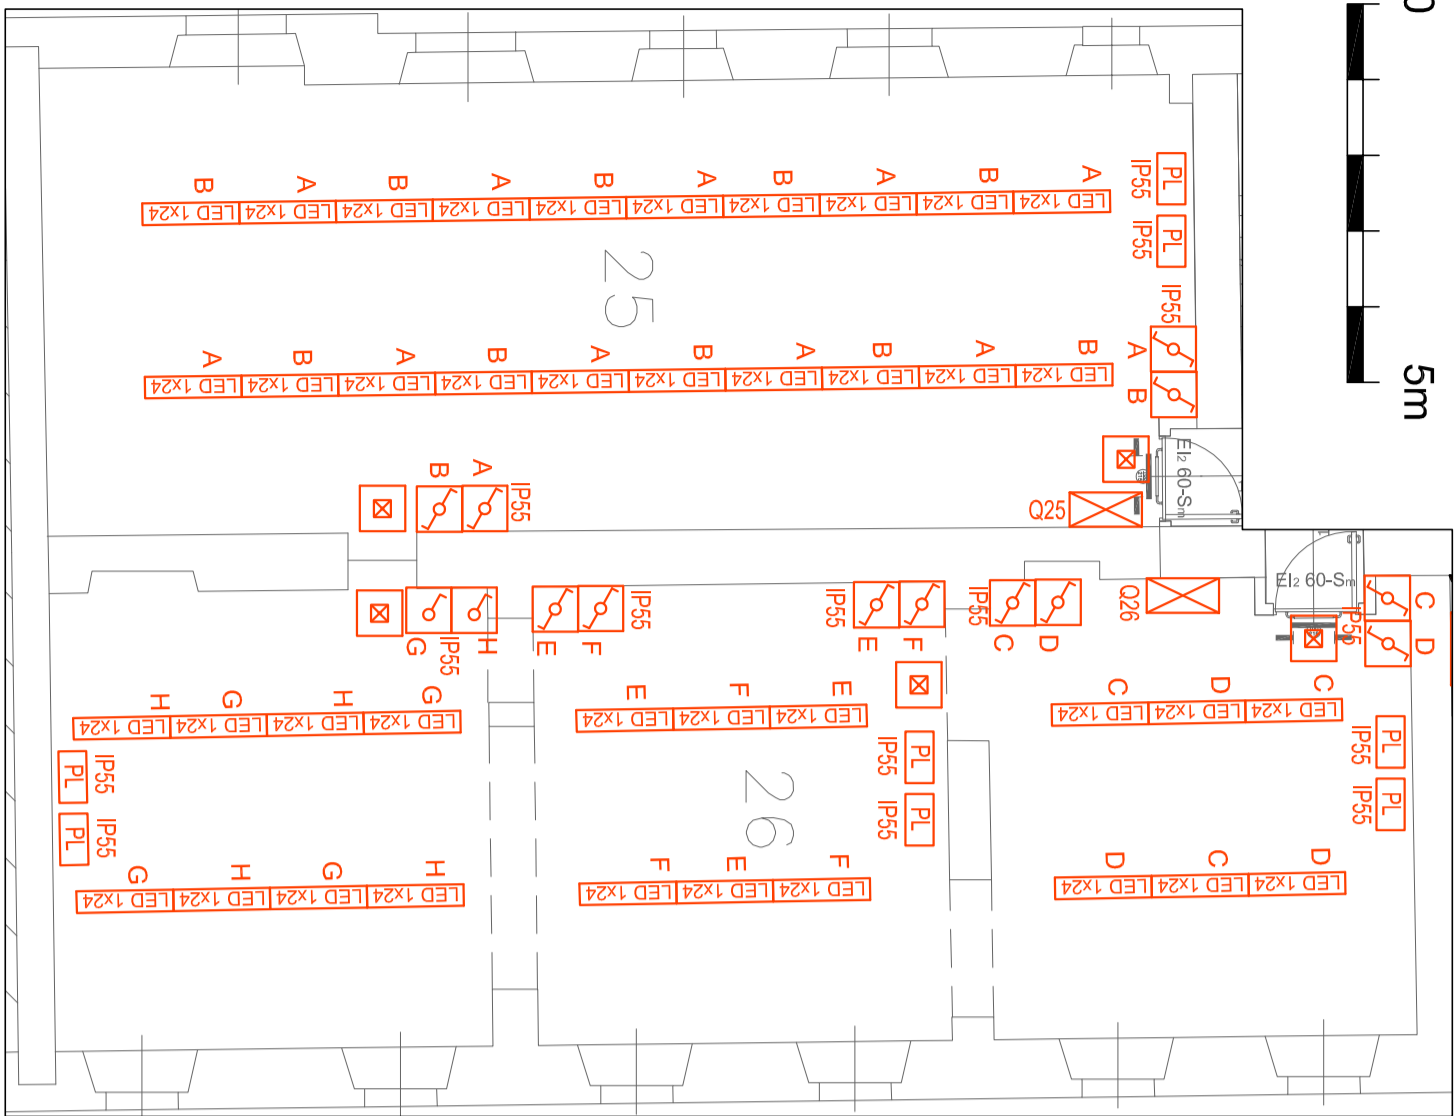 0
5m
B A B A B A B A B A
LED 1x24 LED 1x24 LED 1x24 LED 1x24 LED 1x24 LED 1x24 LED 1x24 LED 1x24 LED 1x24 LED 1x24
PL IP55
PL IP55
25
IP55
A
B
A B A B A B A B A B
LED 1x24 LED 1x24 LED 1x24 LED 1x24 LED 1x24 LED 1x24 LED 1x24 LED 1x24 LED 1x24 LED 1x24
EI2 60-Sm
B A IP55
Q25
EI2 60-Sm
G H IP55
E F IP55
IP55 E F
IP55 C D
Q26
IP55 C D
H G H G
LED 1x24 LED 1x24 LED 1x24 LED 1x24
E F E
LED 1x24 LED 1x24 LED 1x24
C D C
LED 1x24 LED 1x24 LED 1x24
PL IP55
PL IP55
IP55 PL
IP55 PL
IP55 PL
IP55 PL
26
G H G H
LED 1x24 LED 1x24 LED 1x24 LED 1x24
F E F
LED 1x24 LED 1x24 LED 1x24
D C D
LED 1x24 LED 1x24 LED 1x24